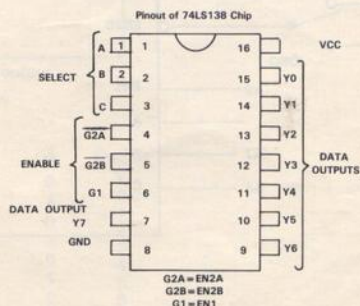 Pinout of 74LS138 Chip
A 1 1 16 VCC
SELECT B 2 2 15 Y0
C 3 14 Y1
G2A 4 13 Y2
ENABLE G2B 5 12 Y3 DATA OUTPUTS
G1 6 11 Y4
DATA OUTPUT
Y7 7 10 Y5
GND 8 9 Y6
G2A = EN2A
G2B = EN2B
G1 = EN1